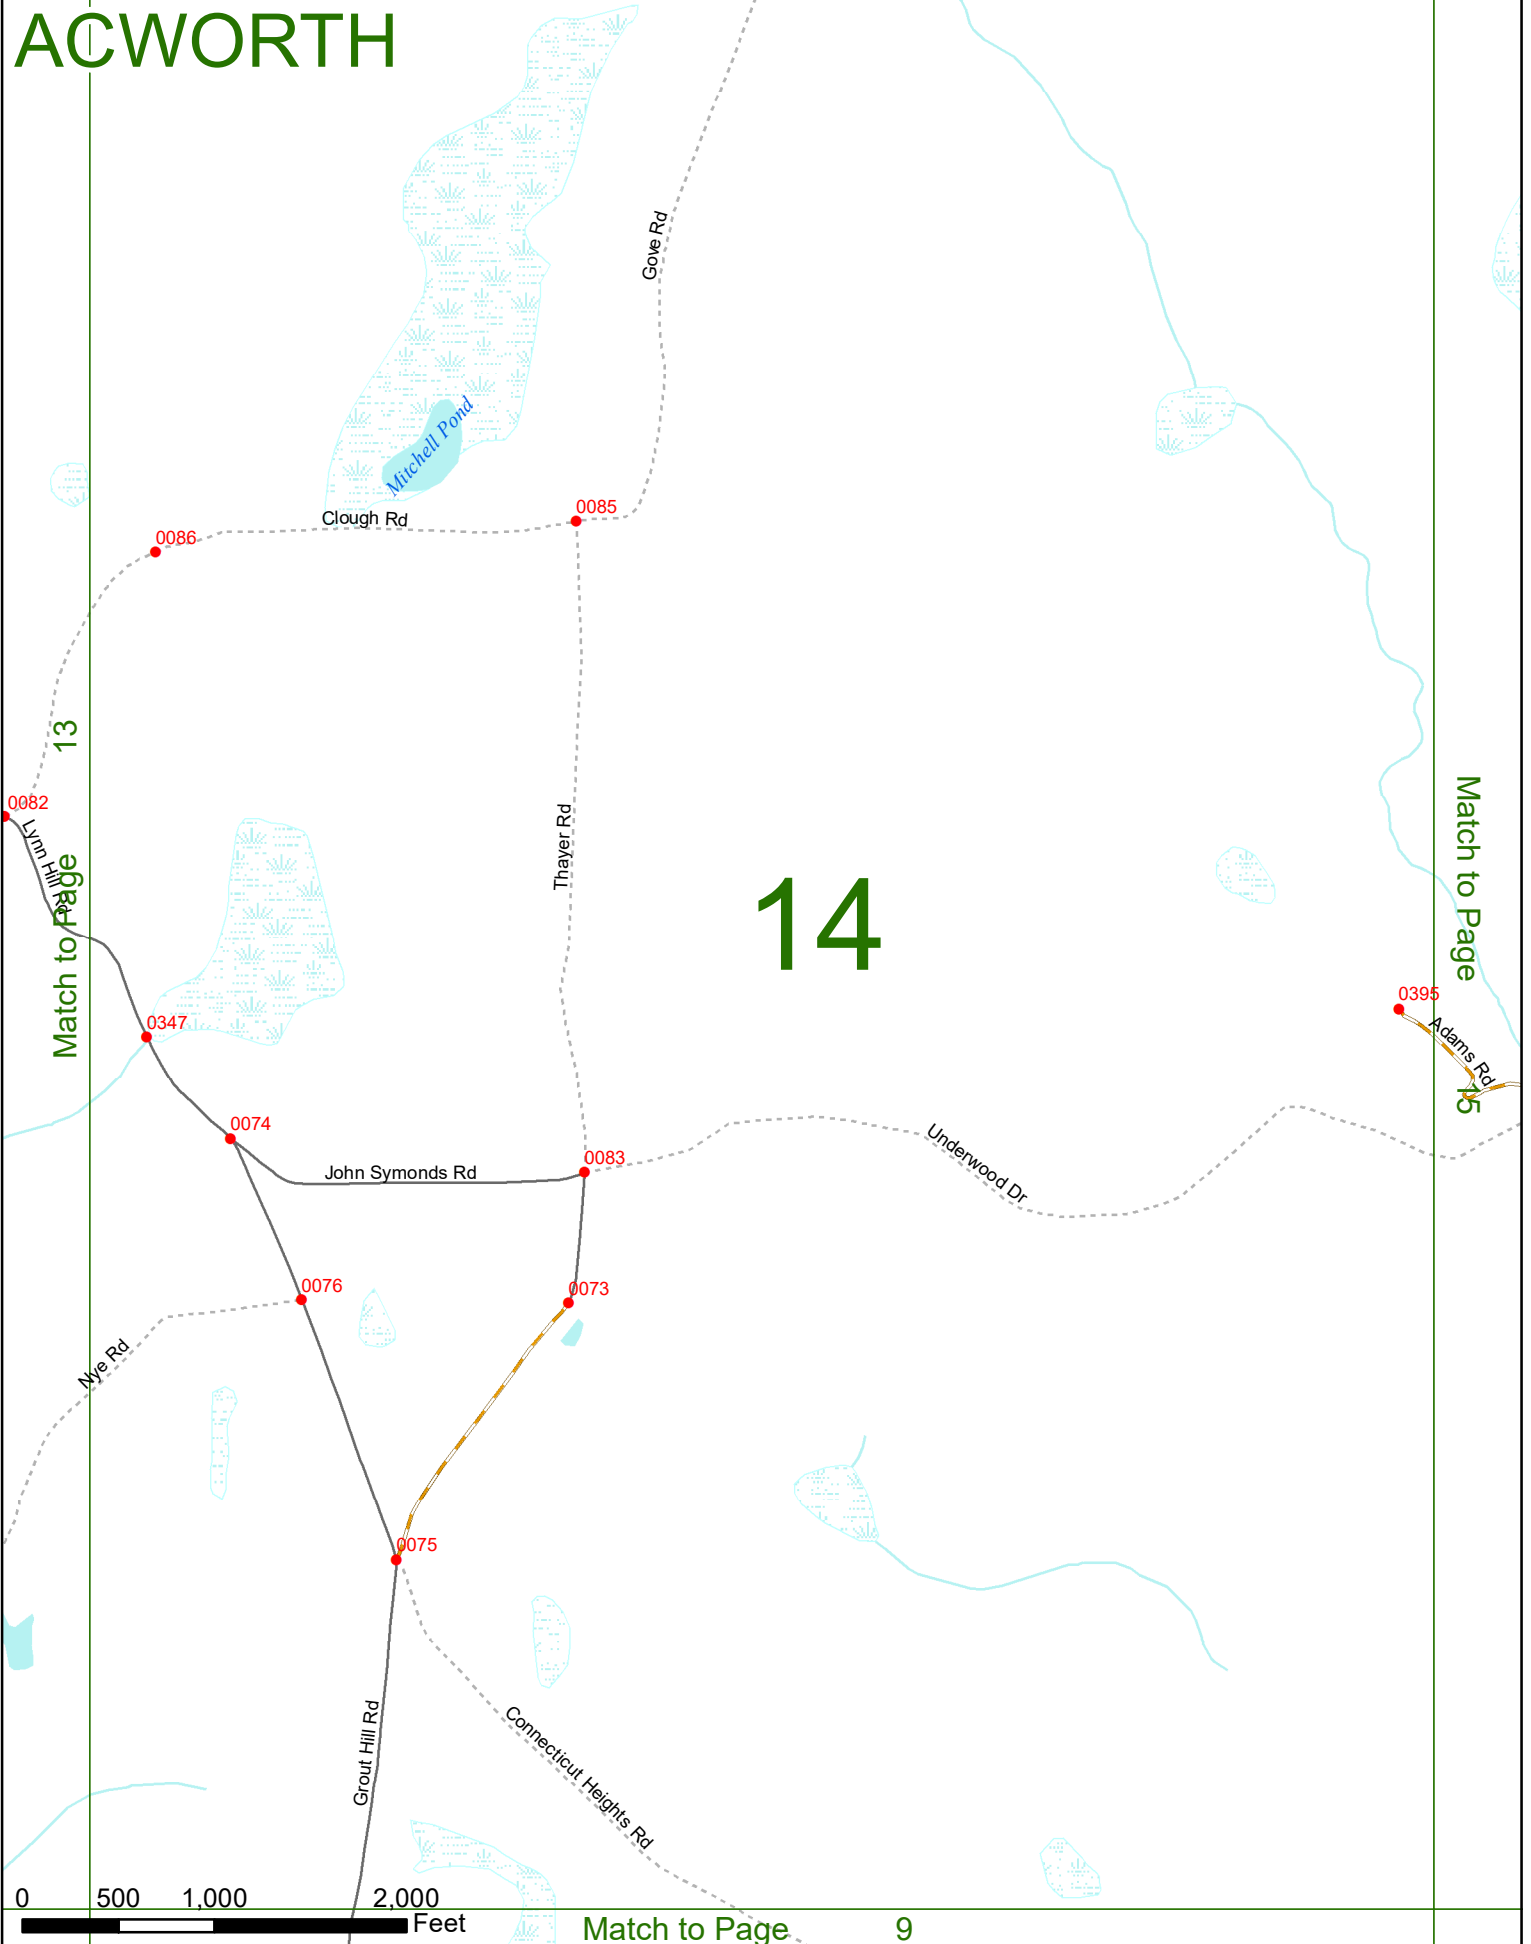 ACWORTH
Gove Rd
Mitchell Pond
0085
Clough Rd
0086
13
Match to Page
0082
Lynn Hill Rd
Thayer Rd
14
Match to Page
15
0395
Adams Rd
0347
0074
John Symonds Rd
0083
Underwood Dr
0076
0073
Nye Rd
0075
Grout Hill Rd
Connecticut Heights Rd
0 500 1,000 2,000
Feet
Match to Page 9